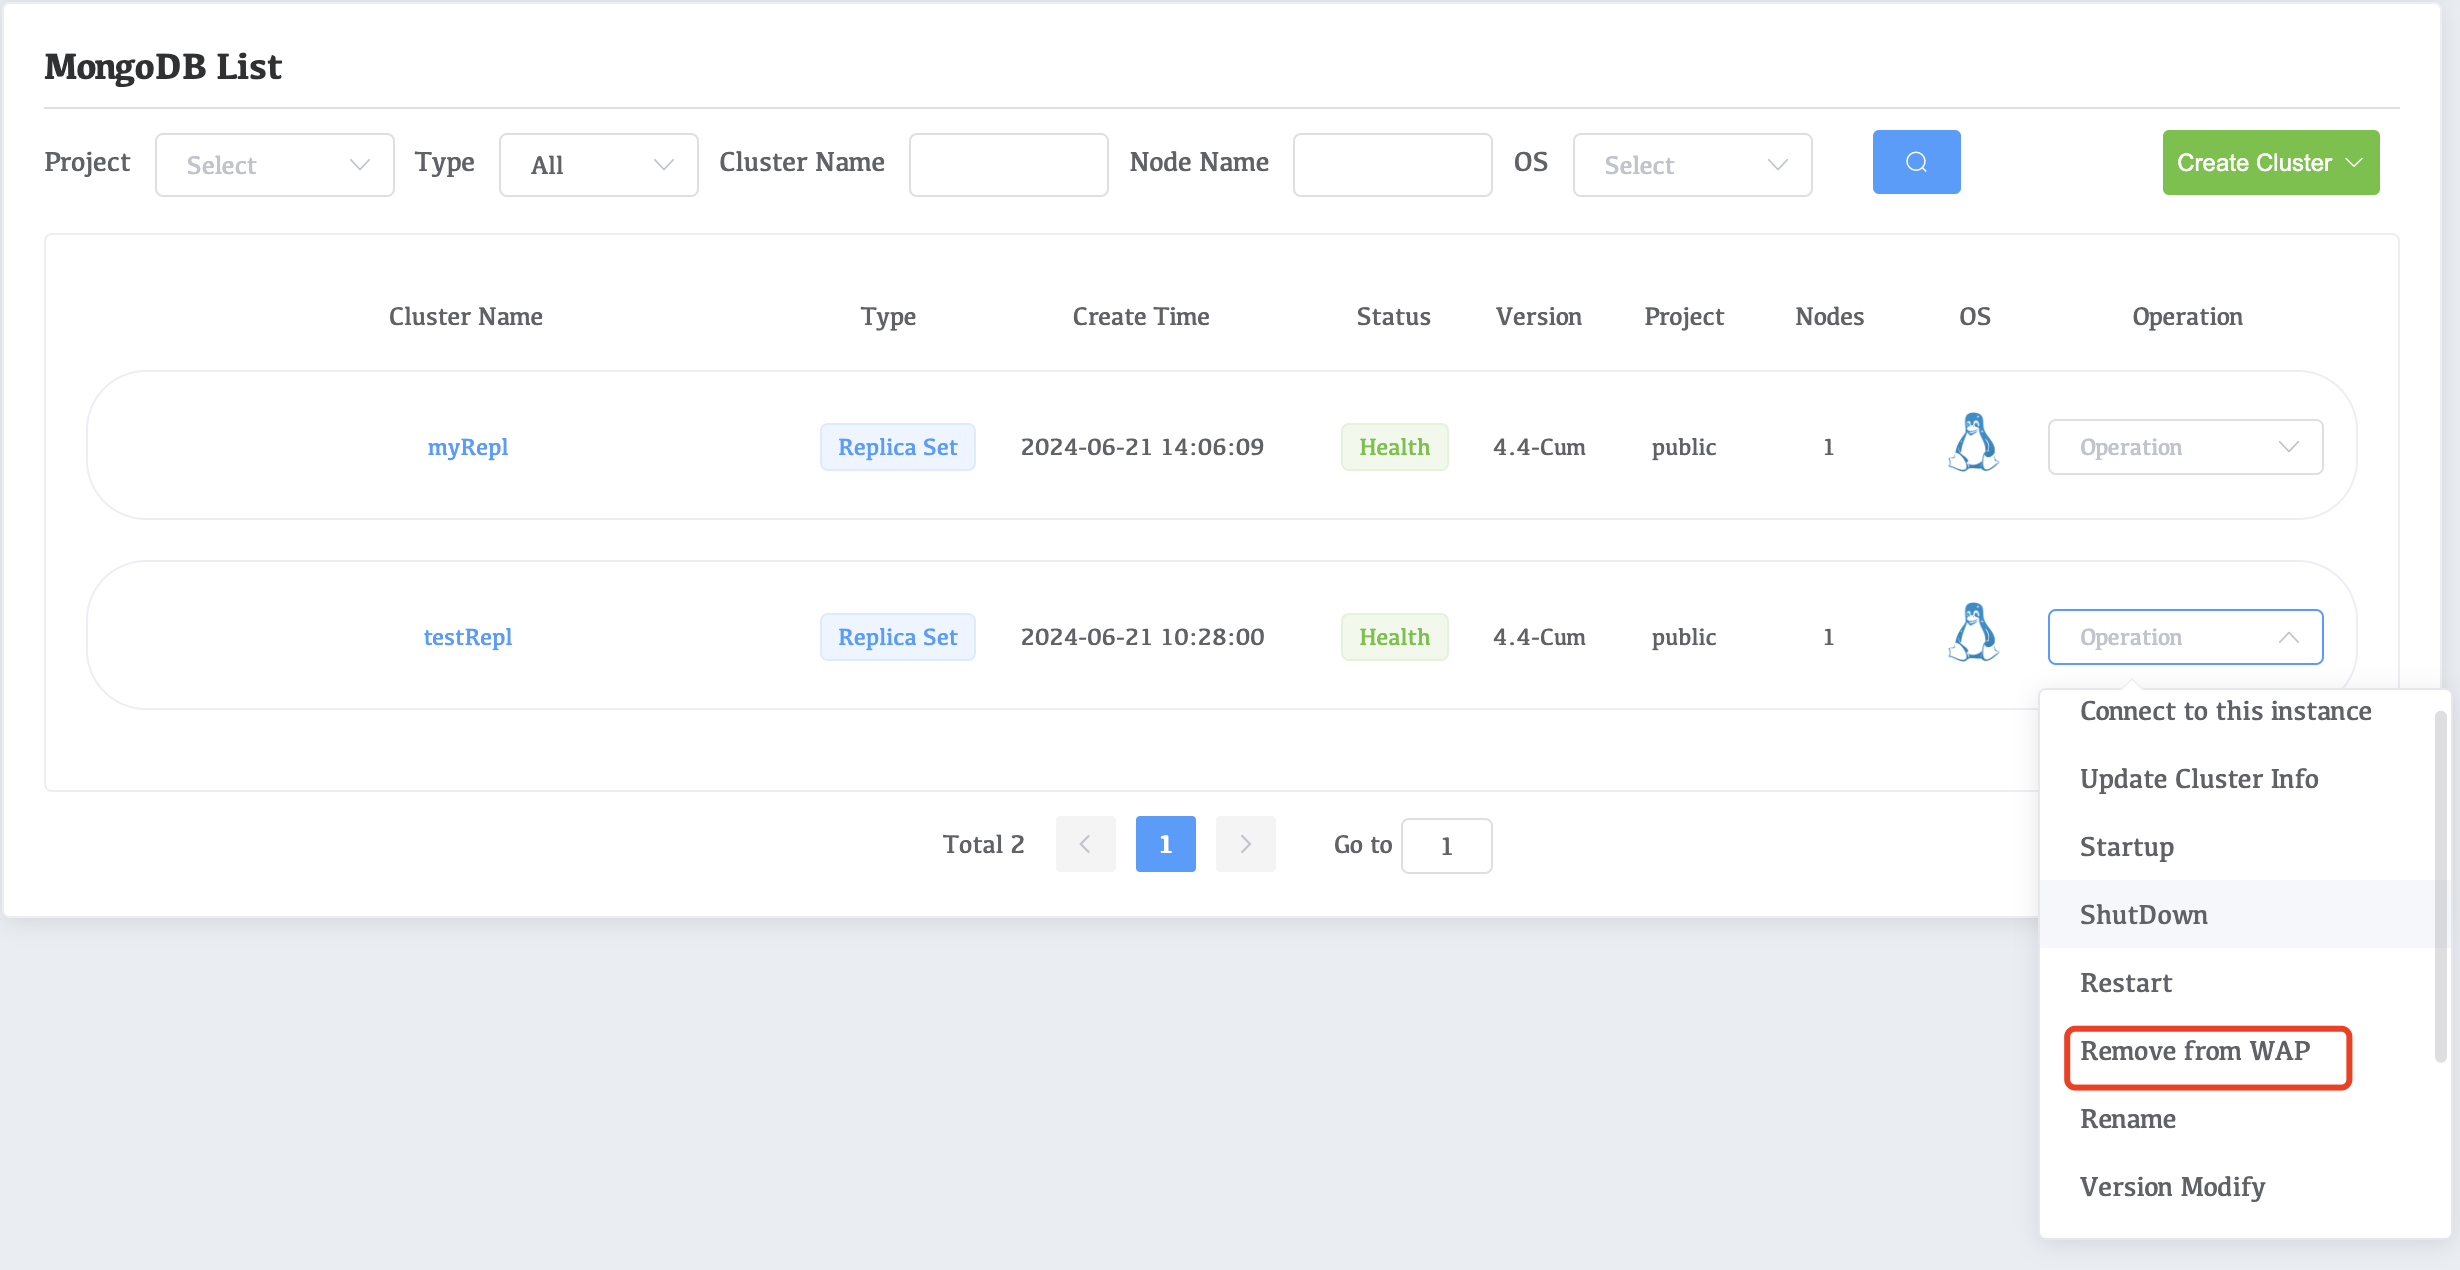 MongoDB List
Project Select Type All Cluster Name Node Name OS Select Create Cluster
Cluster Name Type Create Time Status Version Project Nodes OS Operation
myRepl Replica Set 2024-06-21 14:06:09 Health 4.4-Cum public 1 Operation
testRepl Replica Set 2024-06-21 10:28:00 Health 4.4-Cum public 1 Operation
Connect to this instance
Update Cluster Info
Startup
ShutDown
Restart
Remove from WAP
Rename
Version Modify
Total 2 1 Go to 1